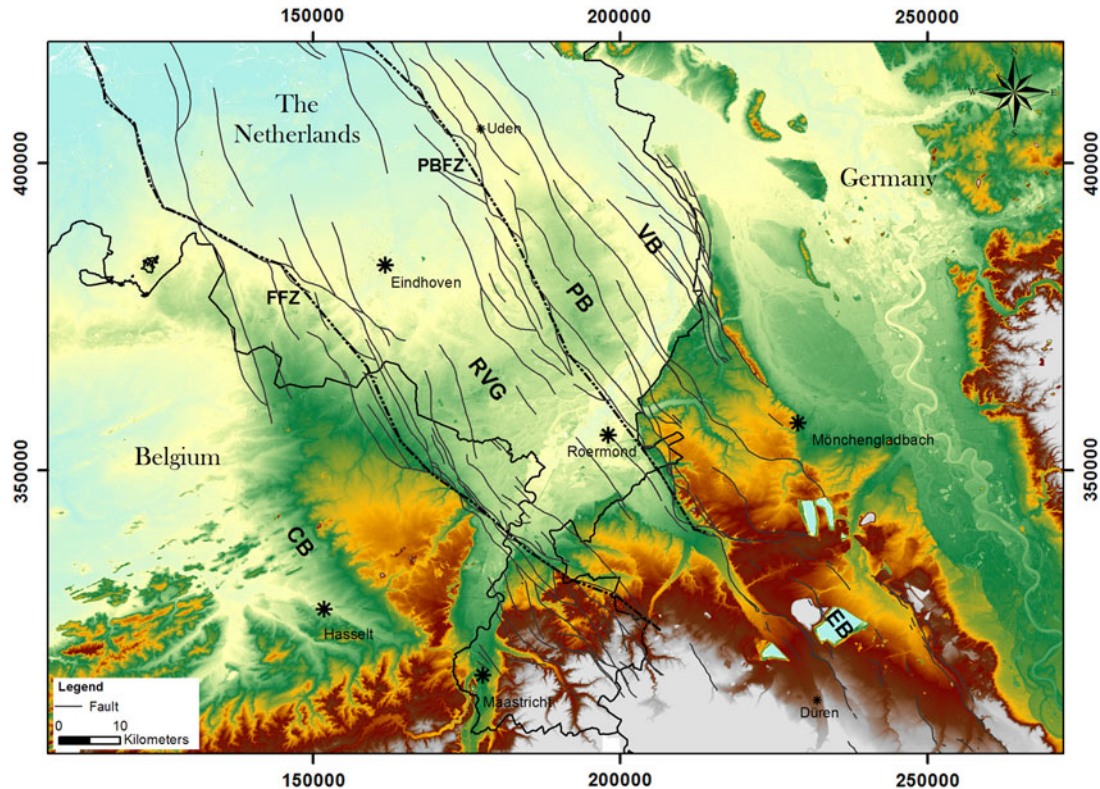 150000
200000
250000
N
W
E
S
The
Netherlands
Uden
PBFZ
400000
400000
Germany
VB
Eindhoven
FFZ
PB
RVG
Mönchengladbach
Roermond
Belgium
350000
350000
CB
Hasselt
EB
Legend
Fault
0 10
Kilometers
Maastricht
Düren
150000
200000
250000